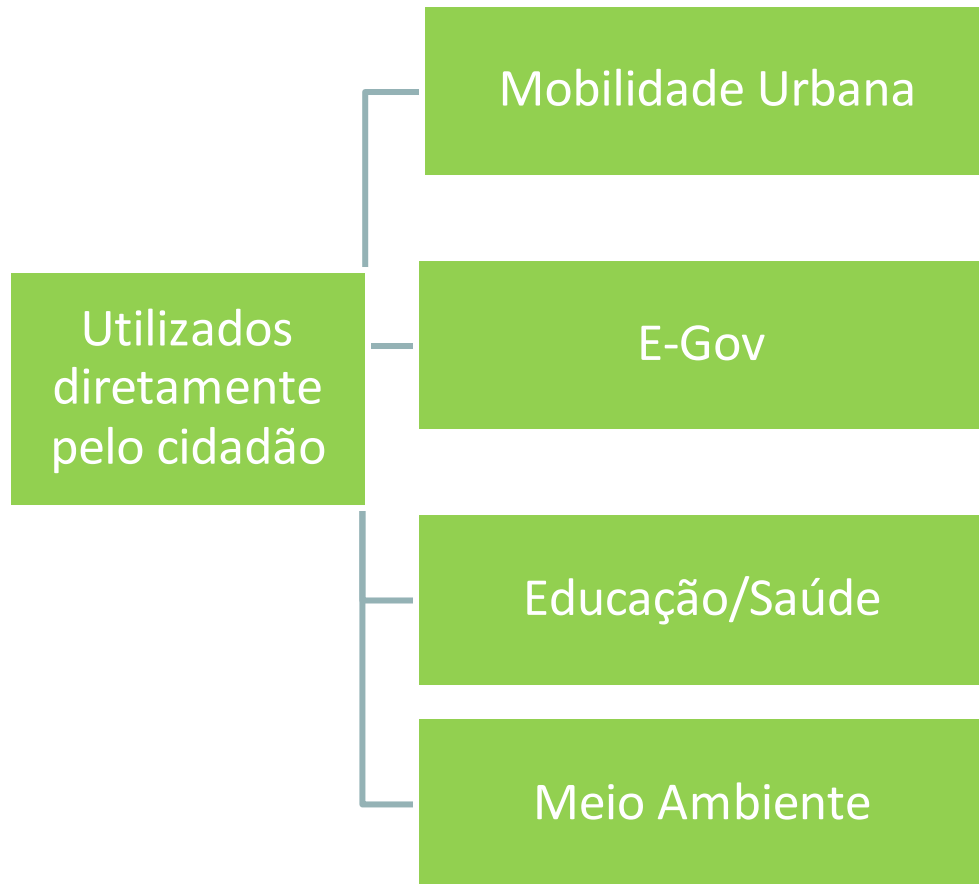 Mobilidade Urbana
Utilizados
diretamente
pelo cidadão
E-Gov
Educação/Saúde
Meio Ambiente